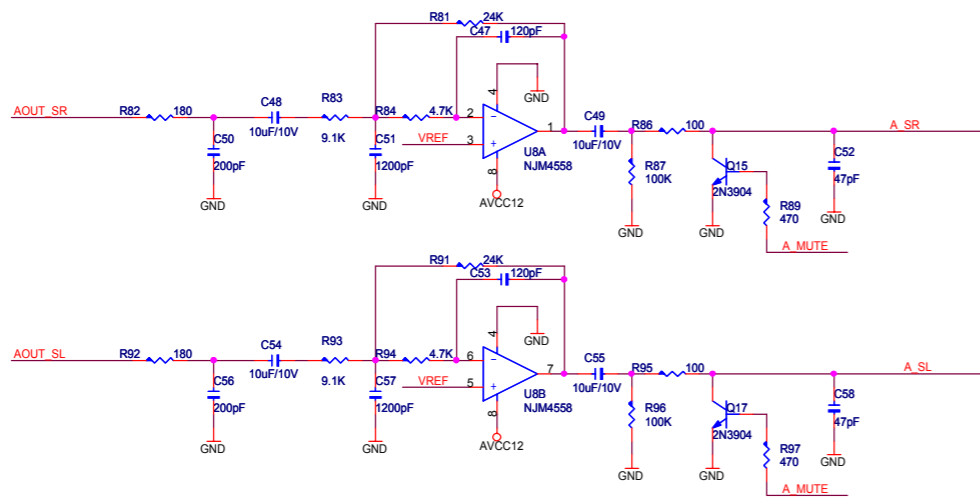 R81 24K
C47 120pF
4
GND
AOUT_SR R82 180 C48 10uF/10V R83 9.1K R84 4.7K 2 1 C49 10uF/10V R86 100 A_SR
C50 200pF
C51 1200pF
VREF 3
8
U8A
NJM4558
AVCC12
R87 100K
Q15
2N3904
C52 47pF
R89 470
GND GND GND GND GND
A_MUTE
R91 24K
C53 120pF
4
GND
AOUT_SL R92 180 C54 10uF/10V R93 9.1K R94 4.7K 6 7 C55 10uF/10V R95 100 A_SL
C56 200pF
C57 1200pF
VREF 5
8
U8B
NJM4558
AVCC12
R96 100K
Q17
2N3904
C58 47pF
R97 470
GND GND GND GND GND
A_MUTE